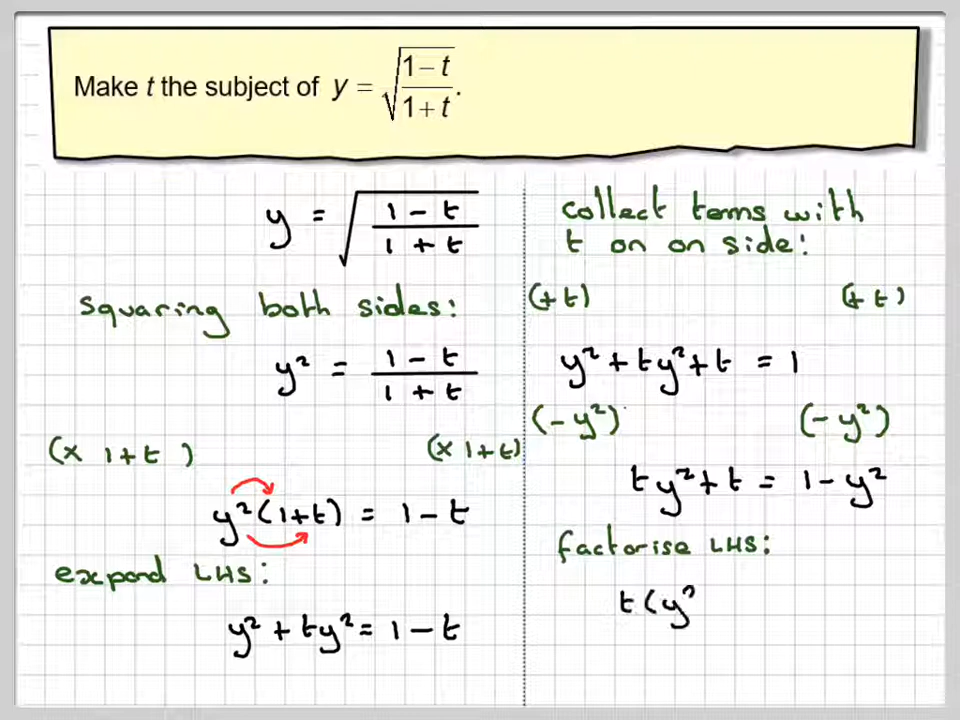 Make t the subject of y = √((1 − t)/(1 + t)).
y = √((1 − t)/(1 + t))
squaring both sides:
y² = (1 − t)/(1 + t)
(× 1+t ) (× 1+t)
y²(1+t) = 1 − t
expand LHS:
y² + ty² = 1 − t
collect terms with
t on on side:
(+ t) (+ t)
y² + ty² + t = 1
(− y²) (− y²)
ty² + t = 1 − y²
factorise LHS:
t(y²